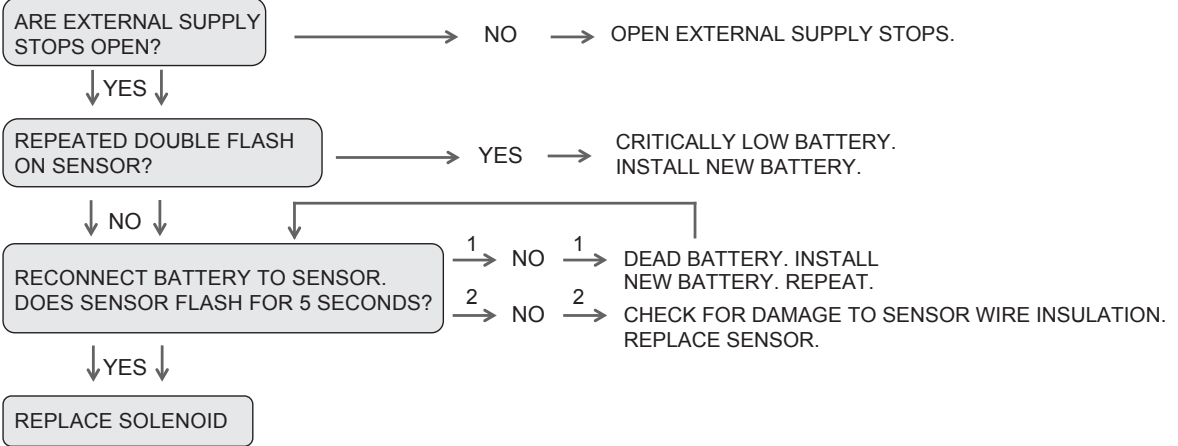 ARE EXTERNAL SUPPLY
STOPS OPEN?
NO
OPEN EXTERNAL SUPPLY STOPS.
YES
REPEATED DOUBLE FLASH
ON SENSOR?
YES
CRITICALLY LOW BATTERY.
INSTALL NEW BATTERY.
NO
RECONNECT BATTERY TO SENSOR.
DOES SENSOR FLASH FOR 5 SECONDS?
1
NO
1
DEAD BATTERY. INSTALL
NEW BATTERY. REPEAT.
2
NO
2
CHECK FOR DAMAGE TO SENSOR WIRE INSULATION.
REPLACE SENSOR.
YES
REPLACE SOLENOID